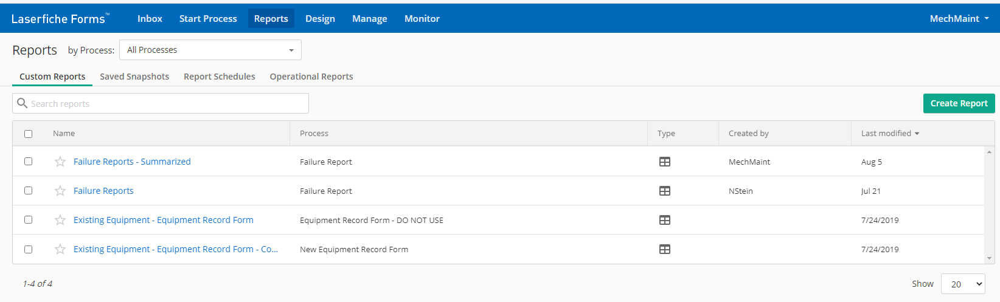 Laserfiche Forms™ Inbox Start Process Reports Design Manage Monitor MechMaint
Reports by Process: All Processes
Custom Reports Saved Snapshots Report Schedules Operational Reports
Search reports Create Report
Name Process Type Created by Last modified
Failure Reports - Summarized Failure Report MechMaint Aug 5
Failure Reports Failure Report NStein Jul 21
Existing Equipment - Equipment Record Form Equipment Record Form - DO NOT USE 7/24/2019
Existing Equipment - Equipment Record Form - Co... New Equipment Record Form 7/24/2019
1-4 of 4 Show 20